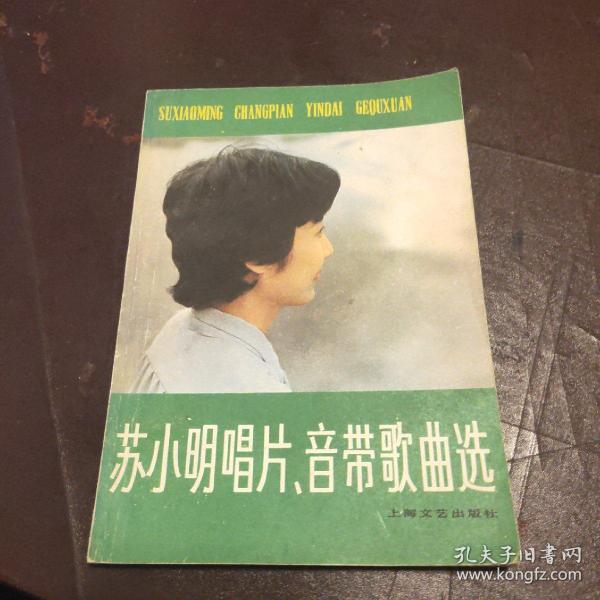 SUXIAOMING CHANGPIAN YINDAI GEQUXUAN
苏小明唱片、音带歌曲选
上海文艺出版社
孔夫子旧书网
www.kongfz.com